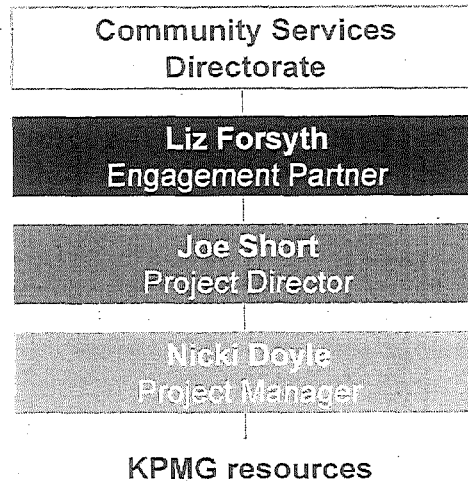 Community Services
Directorate
Liz Forsyth
Engagement Partner
Joe Short
Project Director
Nicki Doyle
Project Manager
KPMG resources